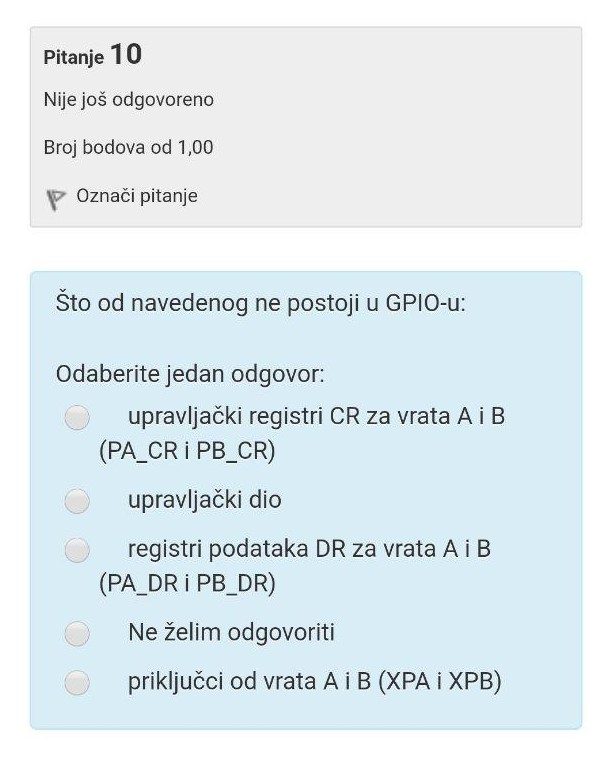 Pitanje 10
Nije još odgovoreno
Broj bodova od 1,00
Označi pitanje
Što od navedenog ne postoji u GPIO-u:
Odaberite jedan odgovor:
upravljački registri CR za vrata A i B
(PA_CR i PB_CR)
upravljački dio
registri podataka DR za vrata A i B
(PA_DR i PB_DR)
Ne želim odgovoriti
priključci od vrata A i B (XPA i XPB)